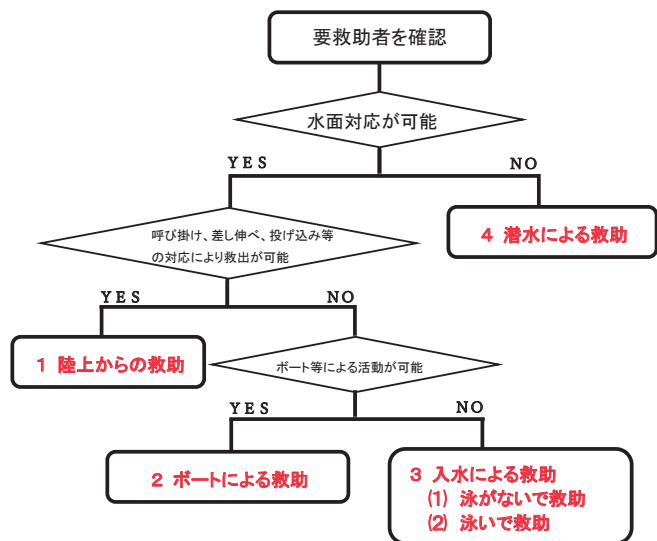 要救助者を確認
水面対応が可能
YES
NO
呼び掛け、差し伸べ、投げ込み等
の対応により救出が可能
4 潜水による救助
YES
NO
1 陸上からの救助
ボート等による活動が可能
YES
NO
2 ボートによる救助
3 入水による救助
(1) 泳がないで救助
(2) 泳いで救助